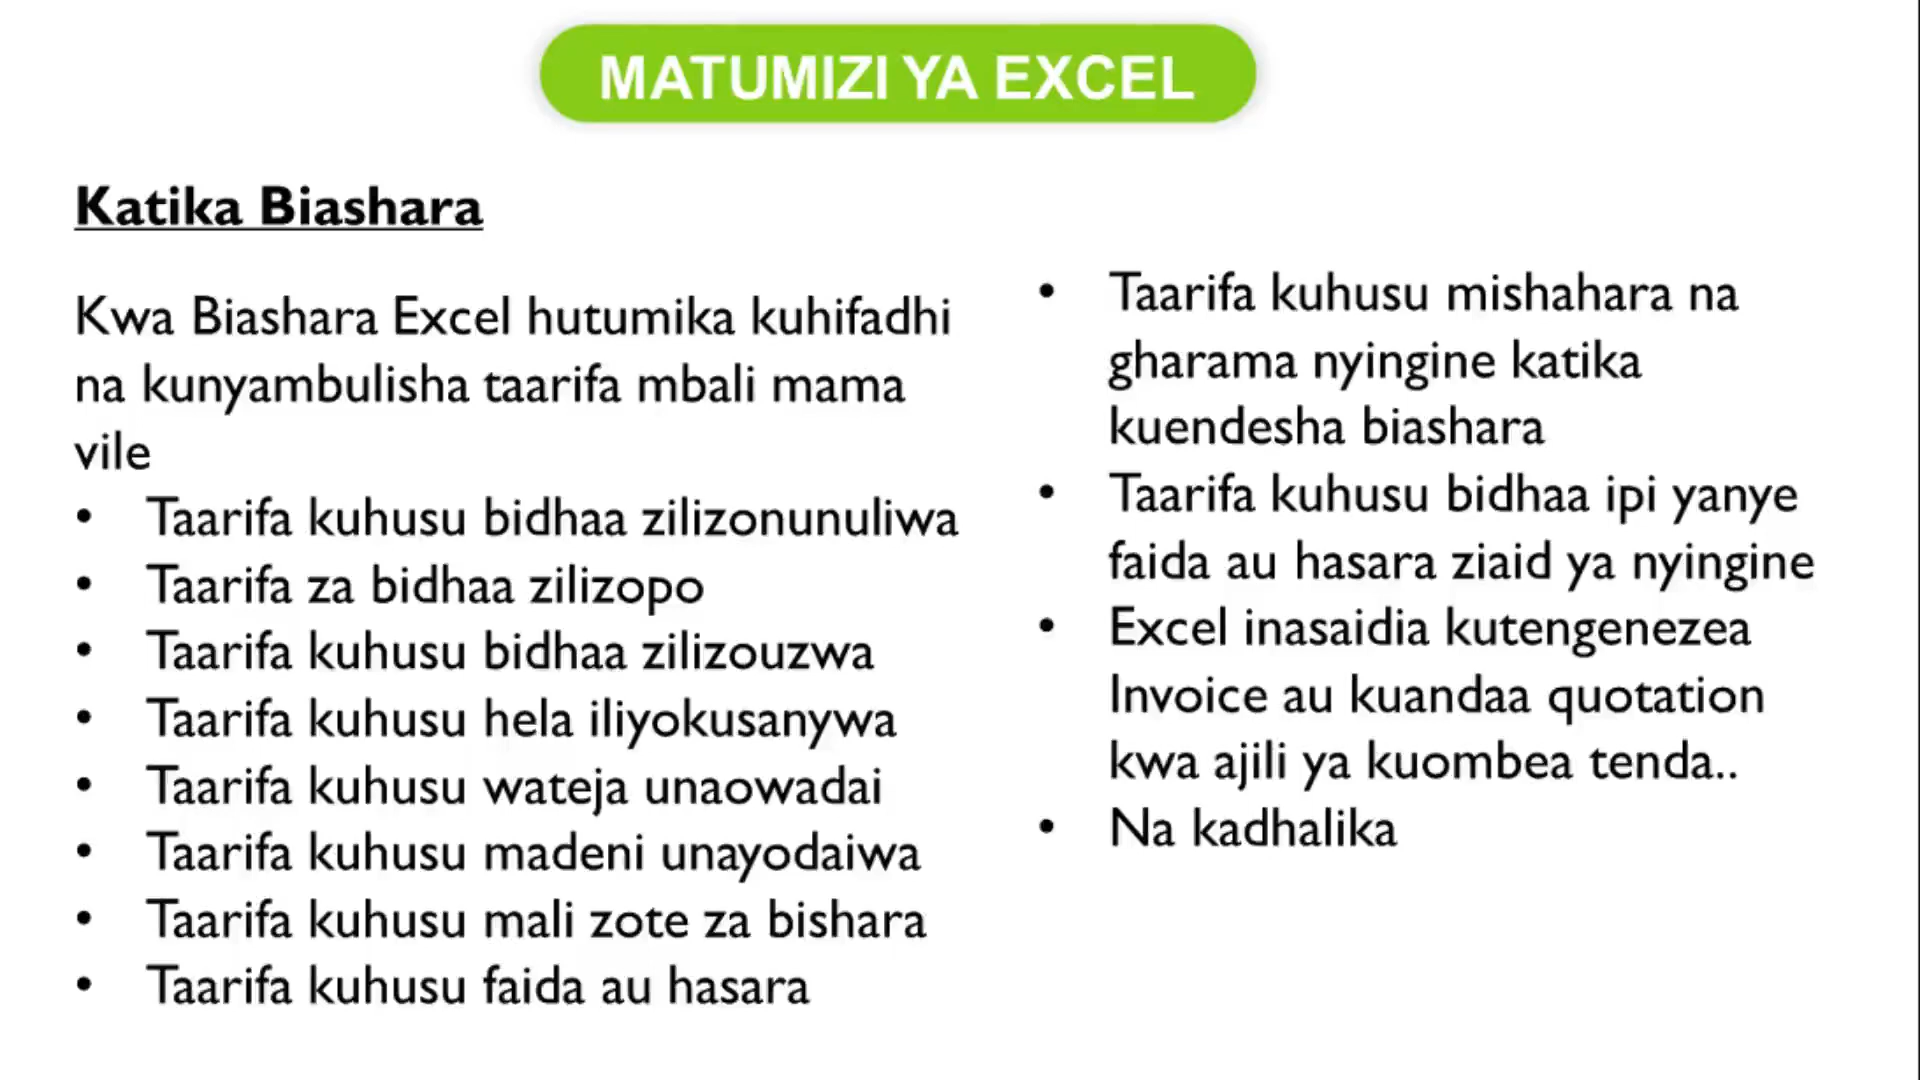 MATUMIZI YA EXCEL
Katika Biashara
Kwa Biashara Excel hutumika kuhifadhi
na kunyambulisha taarifa mbali mama
vile
• Taarifa kuhusu bidhaa zilizonunuliwa
• Taarifa za bidhaa zilizopo
• Taarifa kuhusu bidhaa zilizouzwa
• Taarifa kuhusu hela iliyokusanywa
• Taarifa kuhusu wateja unaowadai
• Taarifa kuhusu madeni unayodaiwa
• Taarifa kuhusu mali zote za bishara
• Taarifa kuhusu faida au hasara
• Taarifa kuhusu mishahara na
gharama nyingine katika
kuendesha biashara
• Taarifa kuhusu bidhaa ipi yanye
faida au hasara ziaid ya nyingine
• Excel inasaidia kutengenezea
Invoice au kuandaa quotation
kwa ajili ya kuombea tenda..
• Na kadhalika